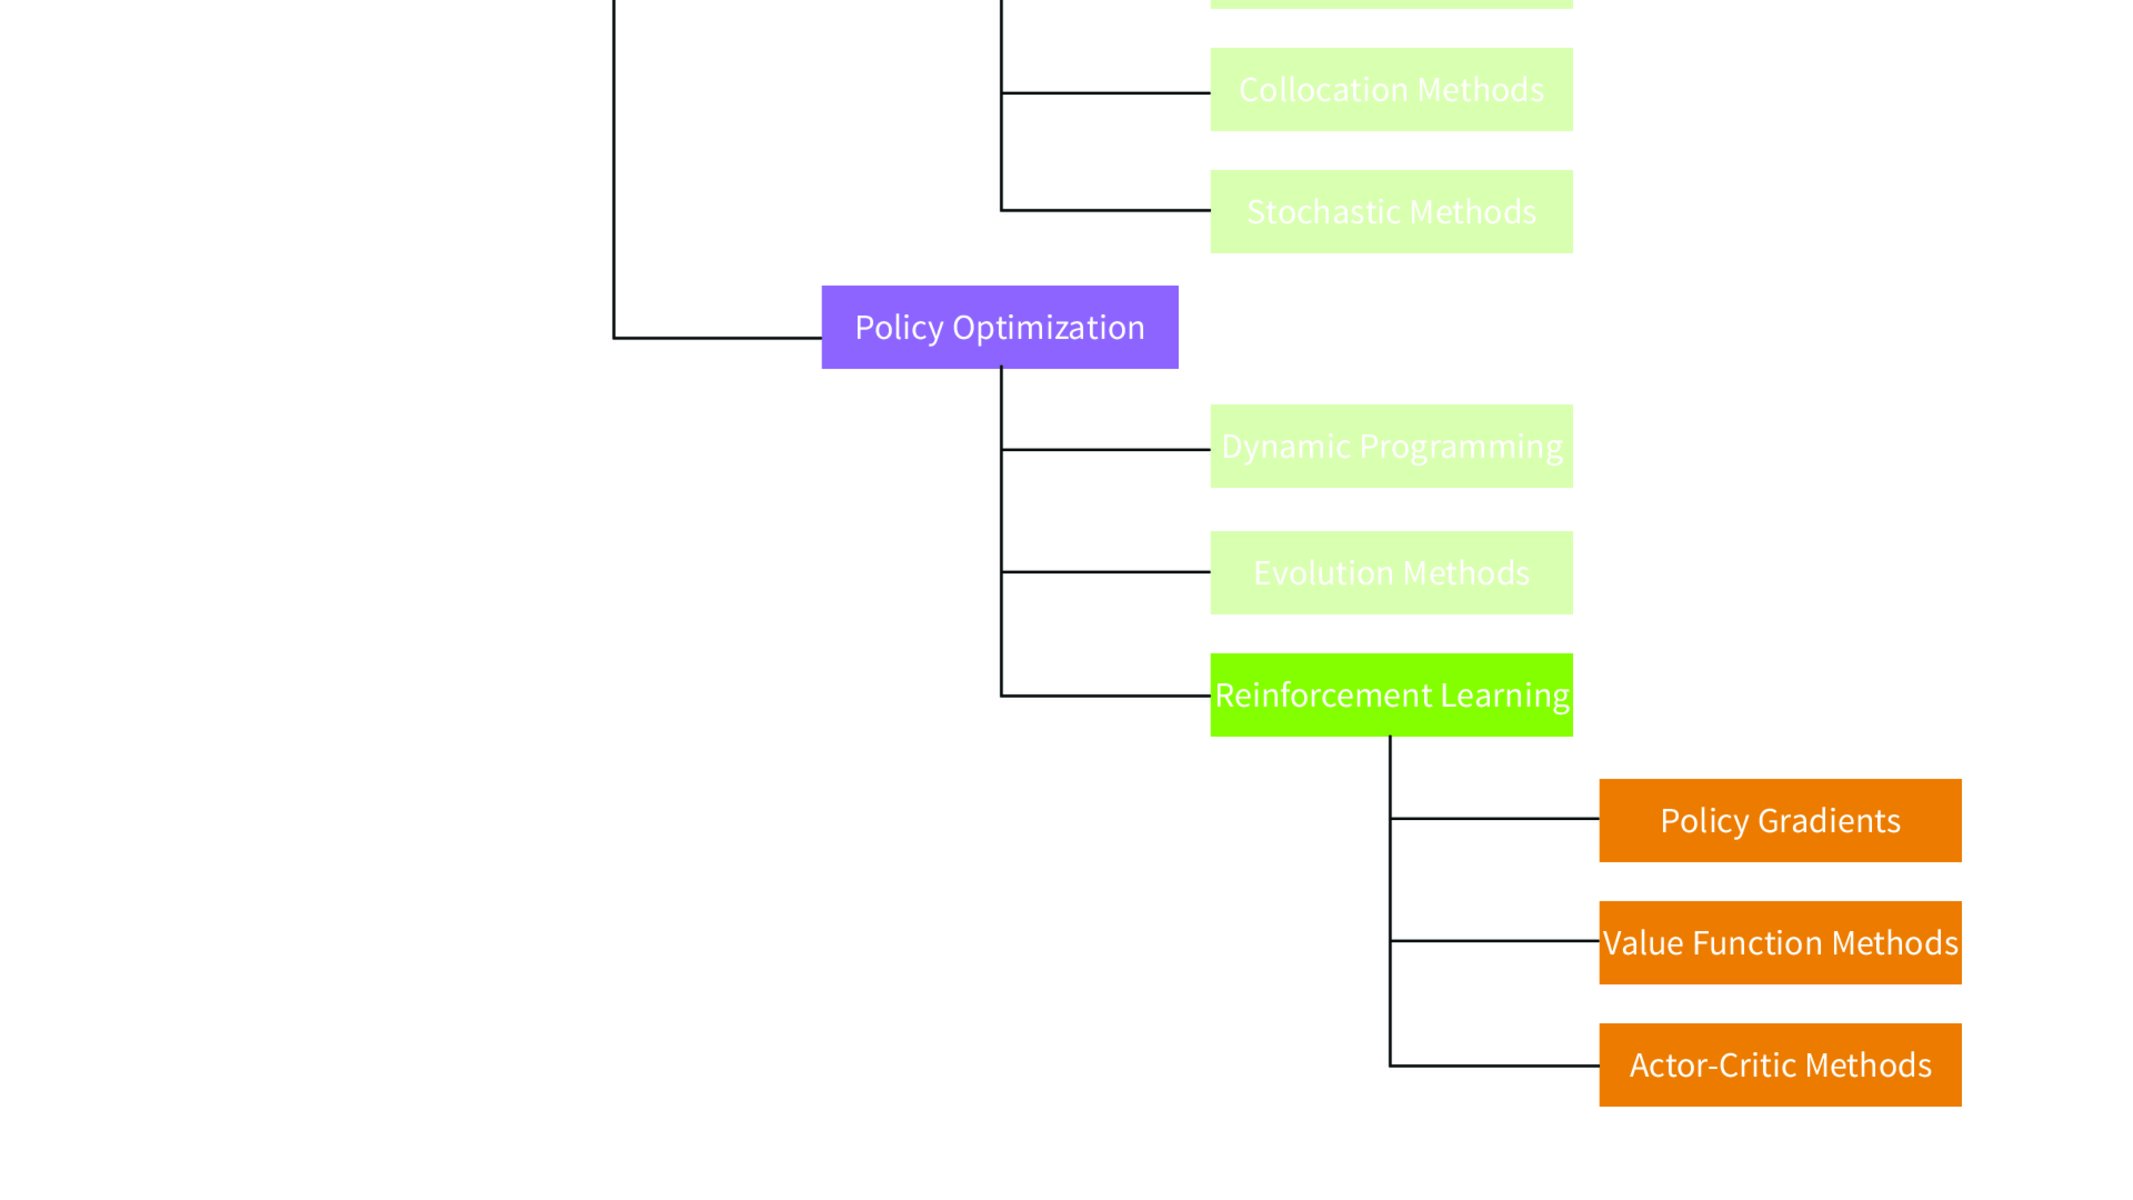 Collocation Methods
Stochastic Methods
Policy Optimization
Dynamic Programming
Evolution Methods
Reinforcement Learning
Policy Gradients
Value Function Methods
Actor-Critic Methods